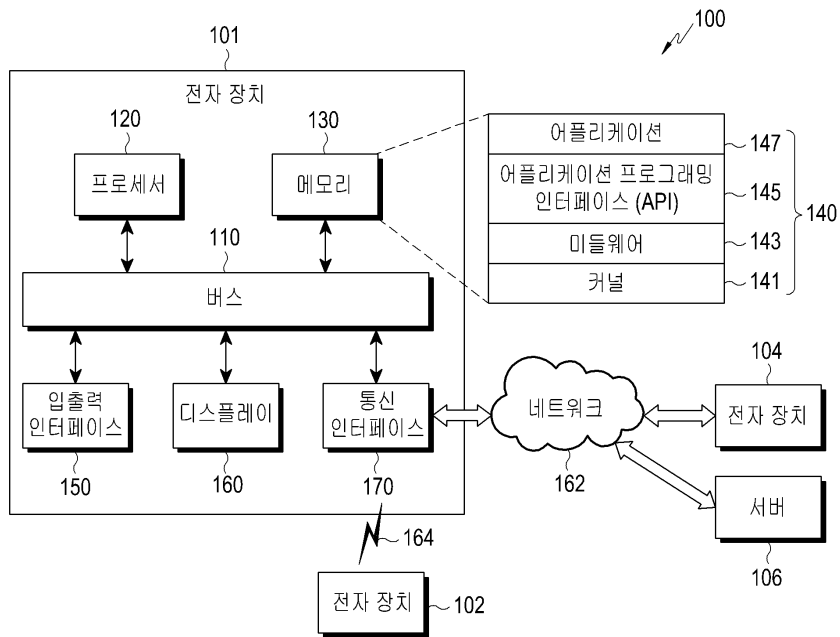 100
101
전자 장치
120
130
프로세서
메모리
어플리케이션
147
어플리케이션 프로그래밍
인터페이스 (API)
145
140
미들웨어
143
커널
141
110
버스
입출력
인터페이스
디스플레이
통신
인터페이스
네트워크
104
전자 장치
150
160
170
162
서버
164
106
전자 장치
102